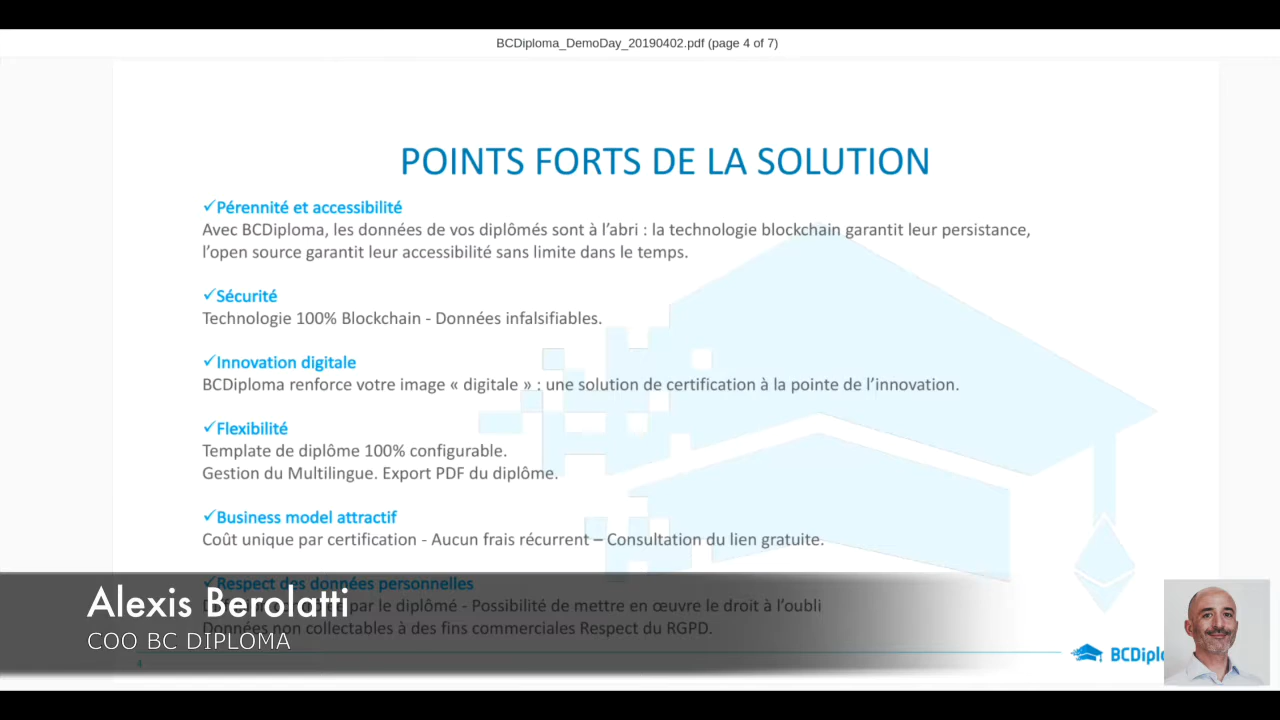 BCDiploma_DemoDay_20190402.pdf (page 4 of 7)
POINTS FORTS DE LA SOLUTION
✓Pérennité et accessibilité
Avec BCDiploma, les données de vos diplômés sont à l’abri : la technologie blockchain garantit leur persistance,
l’open source garantit leur accessibilité sans limite dans le temps.
✓Sécurité
Technologie 100% Blockchain - Données infalsifiables.
✓Innovation digitale
BCDiploma renforce votre image « digitale » : une solution de certification à la pointe de l’innovation.
✓Flexibilité
Template de diplôme 100% configurable.
Gestion du Multilingue. Export PDF du diplôme.
✓Business model attractif
Coût unique par certification - Aucun frais récurrent – Consultation du lien gratuite.
✓Respect des données personnelles
par le diplômé - Possibilité de mettre en œuvre le droit à l’oubli
Données non collectables à des fins commerciales Respect du RGPD.
Alexis Berolatti
COO BC DIPLOMA
4
BCDiplo